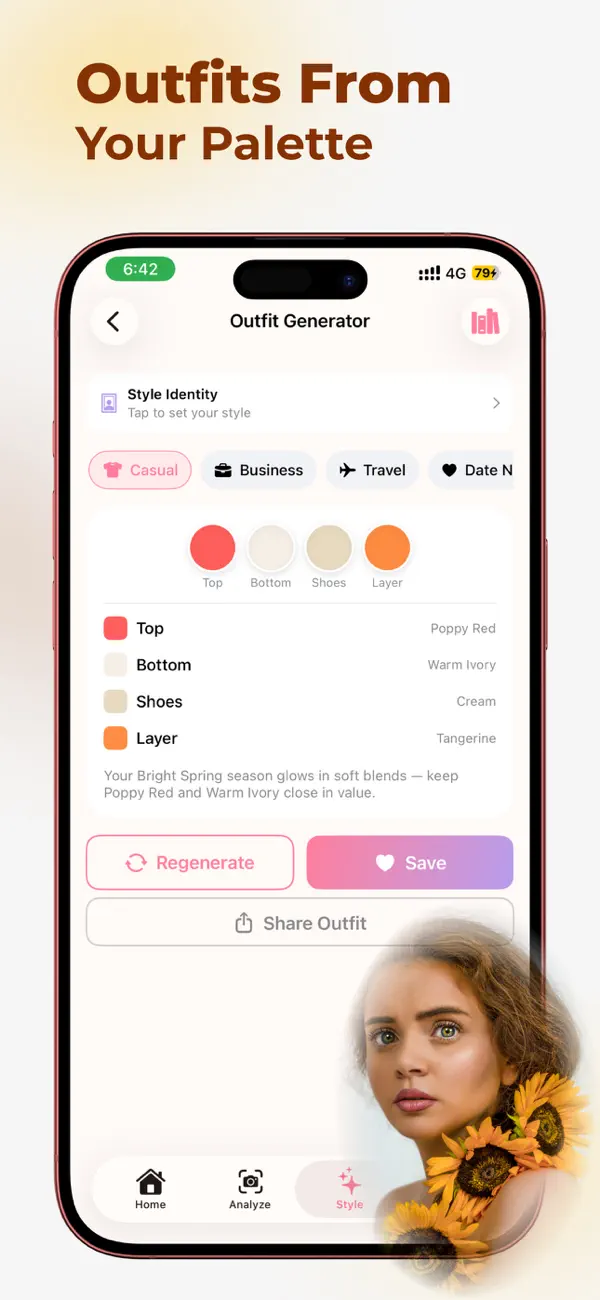 Outfits From
Your Palette
6:42
4G 79
Outfit Generator
Style Identity
Tap to set your style
Casual Business Travel Date N
Top Bottom Shoes Layer
Top Poppy Red
Bottom Warm Ivory
Shoes Cream
Layer Tangerine
Your Bright Spring season glows in soft blends — keep
Poppy Red and Warm Ivory close in value.
Regenerate Save
Share Outfit
Home Analyze Style